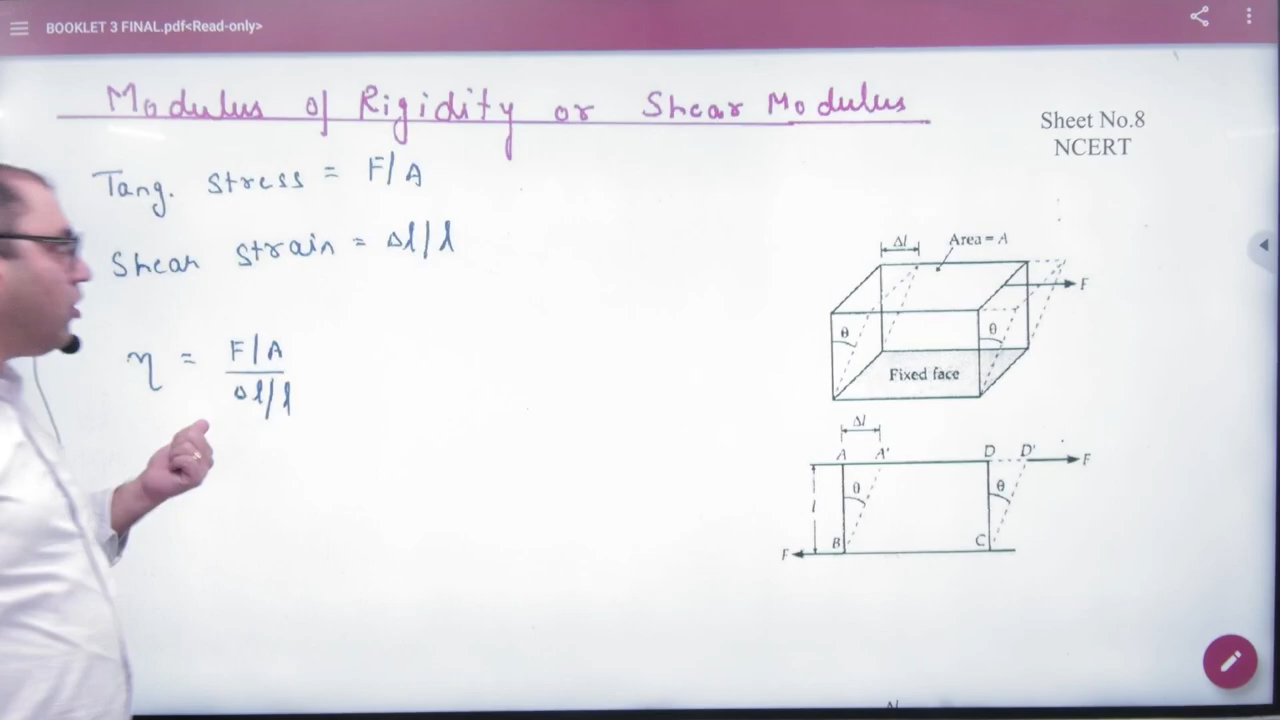 BOOKLET 3 FINAL.pdf<Read-only>
Modulus of Rigidity or Shear Modulus
Sheet No.8
NCERT
Tang. Stress = F/A
Shear Strain = Δl/l
η = F/A
Δl/l
Δl
Area = A
F
θ
θ
Fixed face
Δl
A A' D D' F
θ θ
l
B C
F
Δl